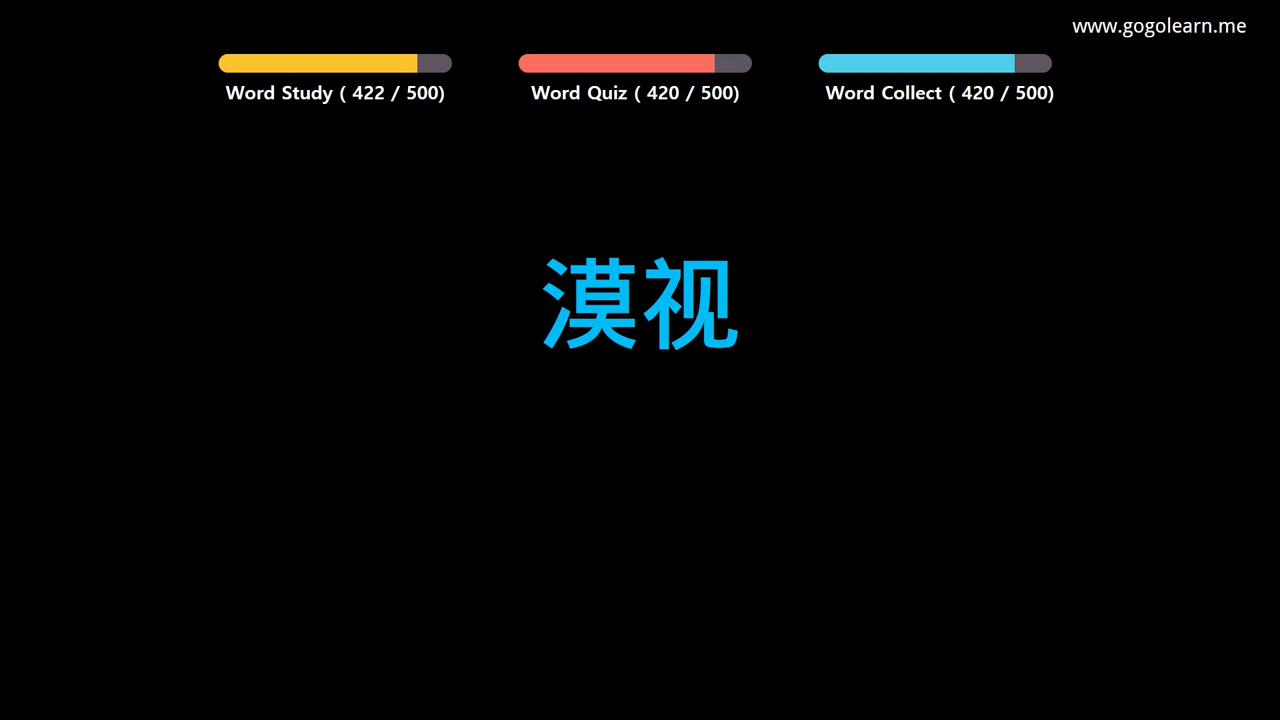 www.gogolearn.me
Word Study ( 422 / 500)
Word Quiz ( 420 / 500)
Word Collect ( 420 / 500)
漠视